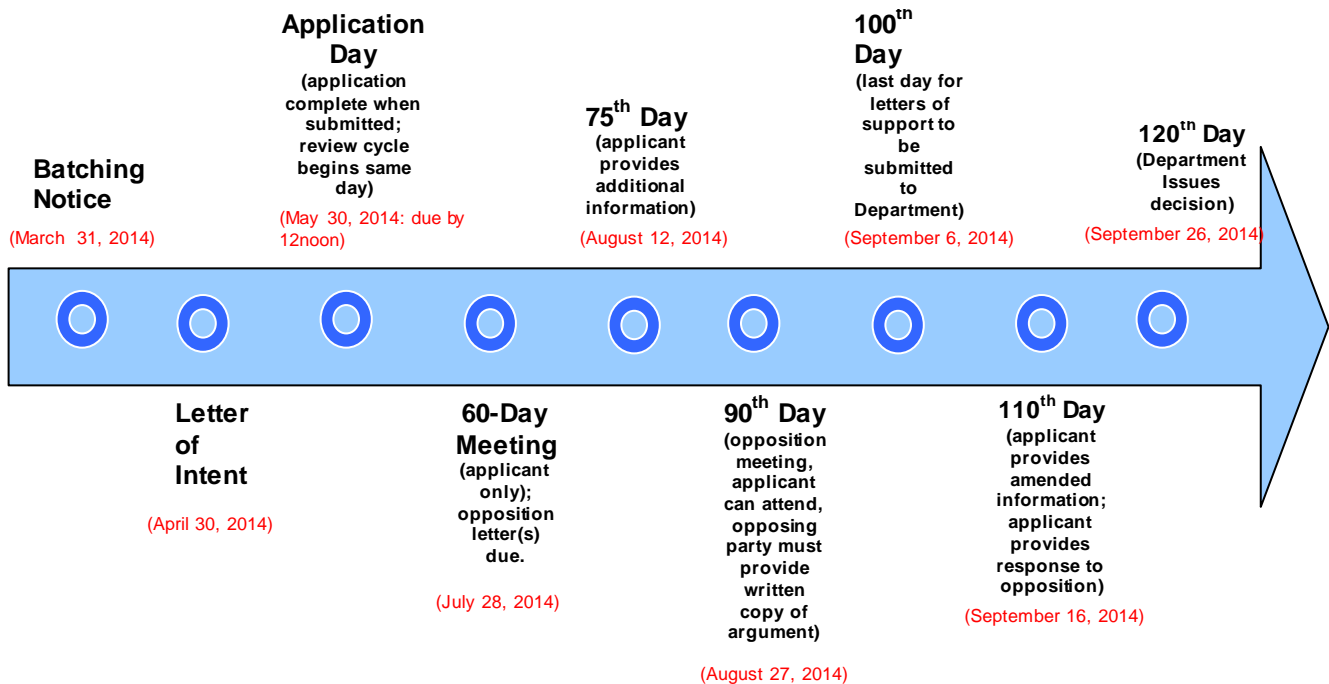 Batching
Notice
(March 31, 2014)
Letter
of
Intent
(April 30, 2014)
Application
Day
(application
complete when
submitted;
review cycle
begins same
day)
(May 30, 2014: due by
12noon)
60-Day
Meeting
(applicant
only);
opposition
letter(s)
due.
(July 28, 2014)
75th Day
(applicant
provides
additional
information)
(August 12, 2014)
90th Day
(opposition
meeting,
applicant
can attend,
opposing
party must
provide
written
copy of
argument)
(August 27, 2014)
100th
Day
(last day for
letters of
support to
be
submitted
to
Department)
(September 6, 2014)
110th Day
(applicant
provides
amended
information;
applicant
provides
response to
opposition)
(September 16, 2014)
120th Day
(Department
Issues
decision)
(September 26, 2014)